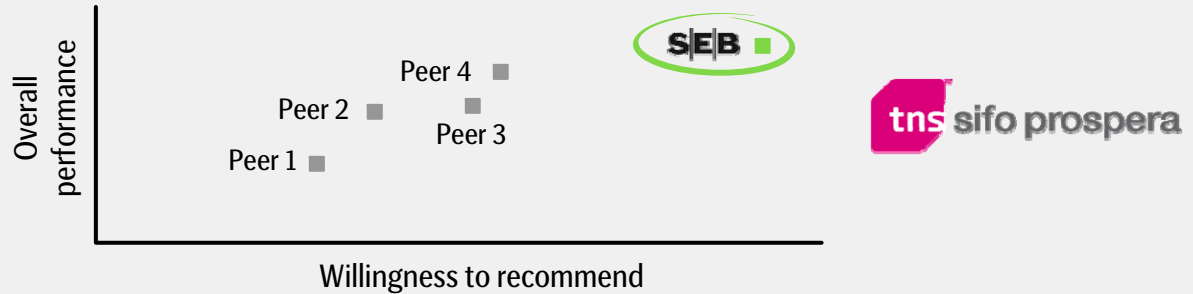 SEB
Peer 4
Peer 2
Peer 3
Peer 1
Overall
performance
Willingness to recommend
tns sifo prospera